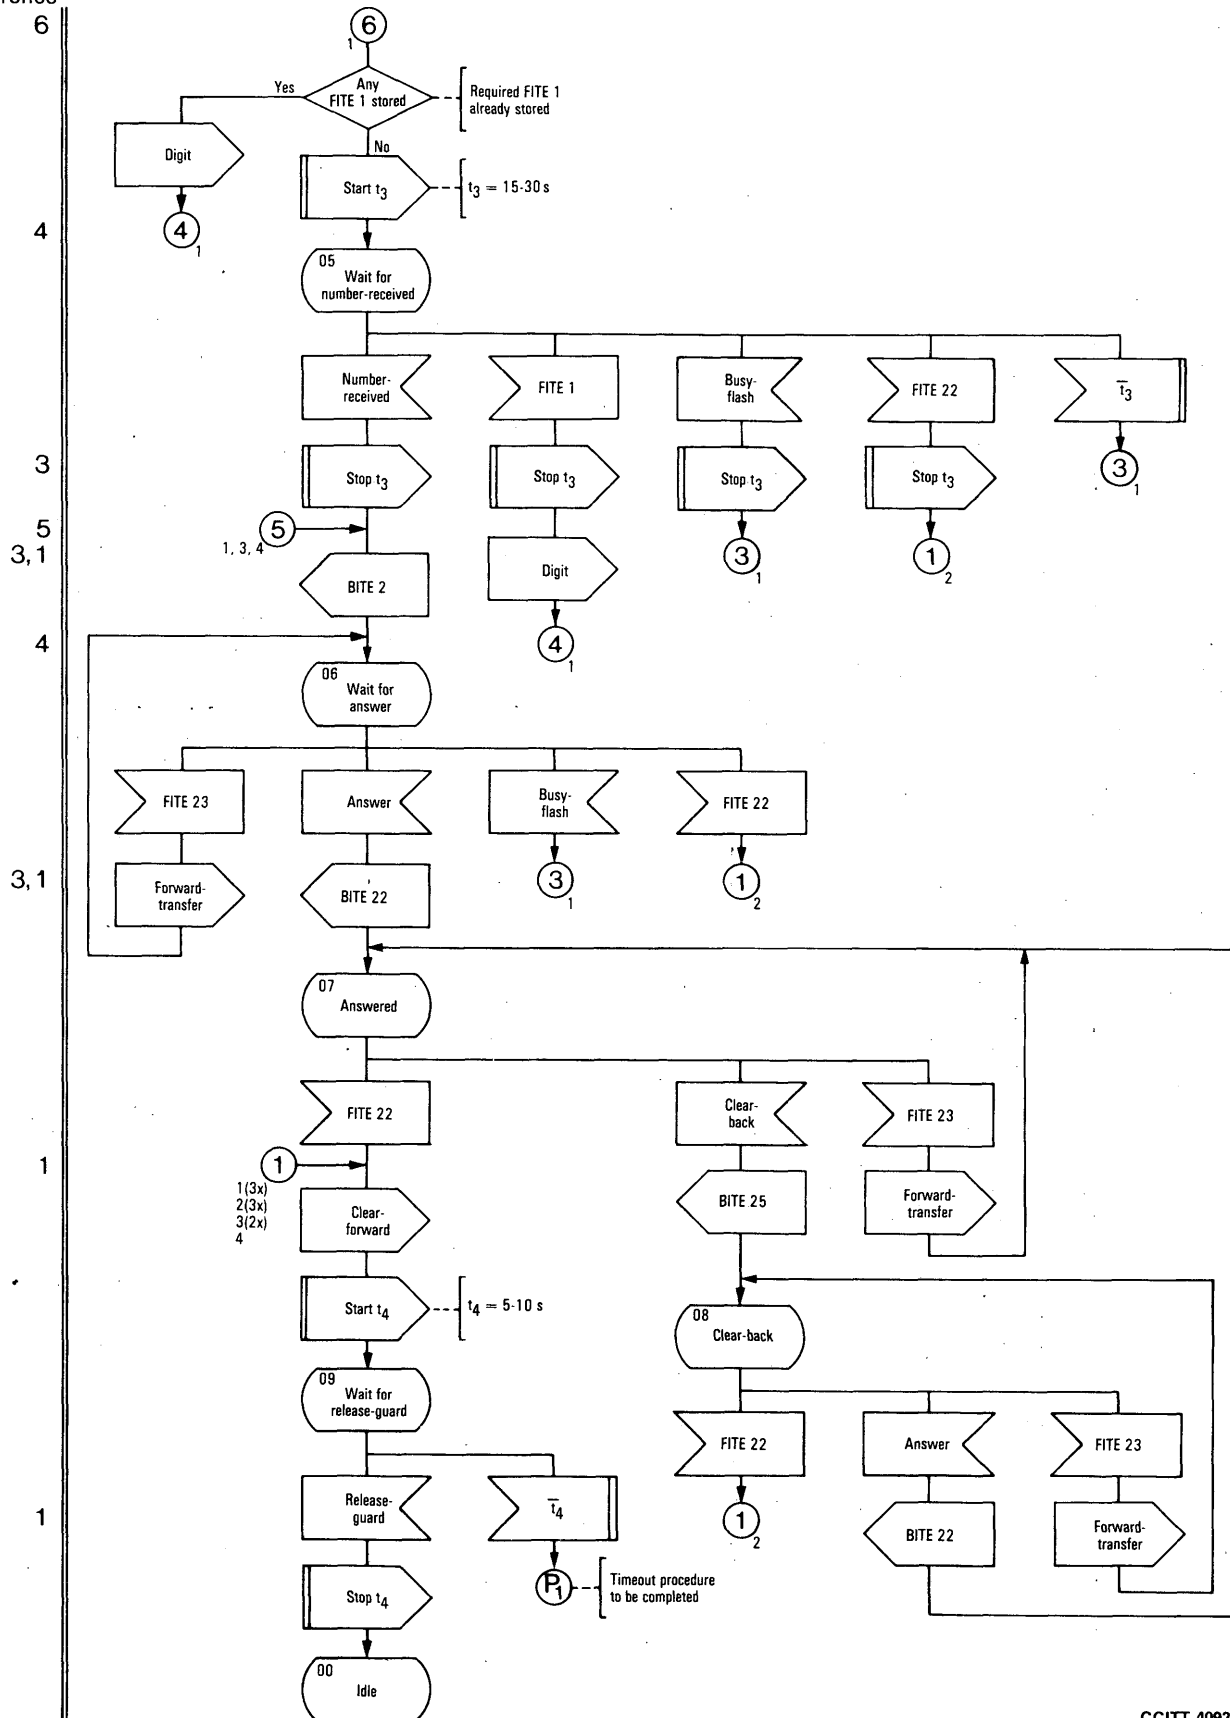 6
6
1
Any
FITE 1 stored
Yes
No
Required FITE 1
already stored
Digit
Start t3
t3 = 15-30 s
4
4
1
05
Wait for
number-received
Number-
received
FITE 1
Busy-
flash
FITE 22
t3
3
Stop t3
Stop t3
Stop t3
Stop t3
3
1
5
5
1, 3, 4
3,1
BITE 2
Digit
3
1
1
2
4
4
1
06
Wait for
answer
FITE 23
Answer
Busy-
flash
FITE 22
3,1
Forward-
transfer
BITE 22
3
1
1
2
07
Answered
FITE 22
Clear-
back
FITE 23
1
1
1(3x)
2(3x)
3(2x)
4
Clear-
forward
BITE 25
Forward-
transfer
Start t4
t4 = 5-10 s
08
Clear-back
09
Wait for
release-guard
FITE 22
Answer
FITE 23
1
Release-
guard
t4
1
2
BITE 22
Forward-
transfer
Stop t4
P1
Timeout procedure
to be completed
00
Idle